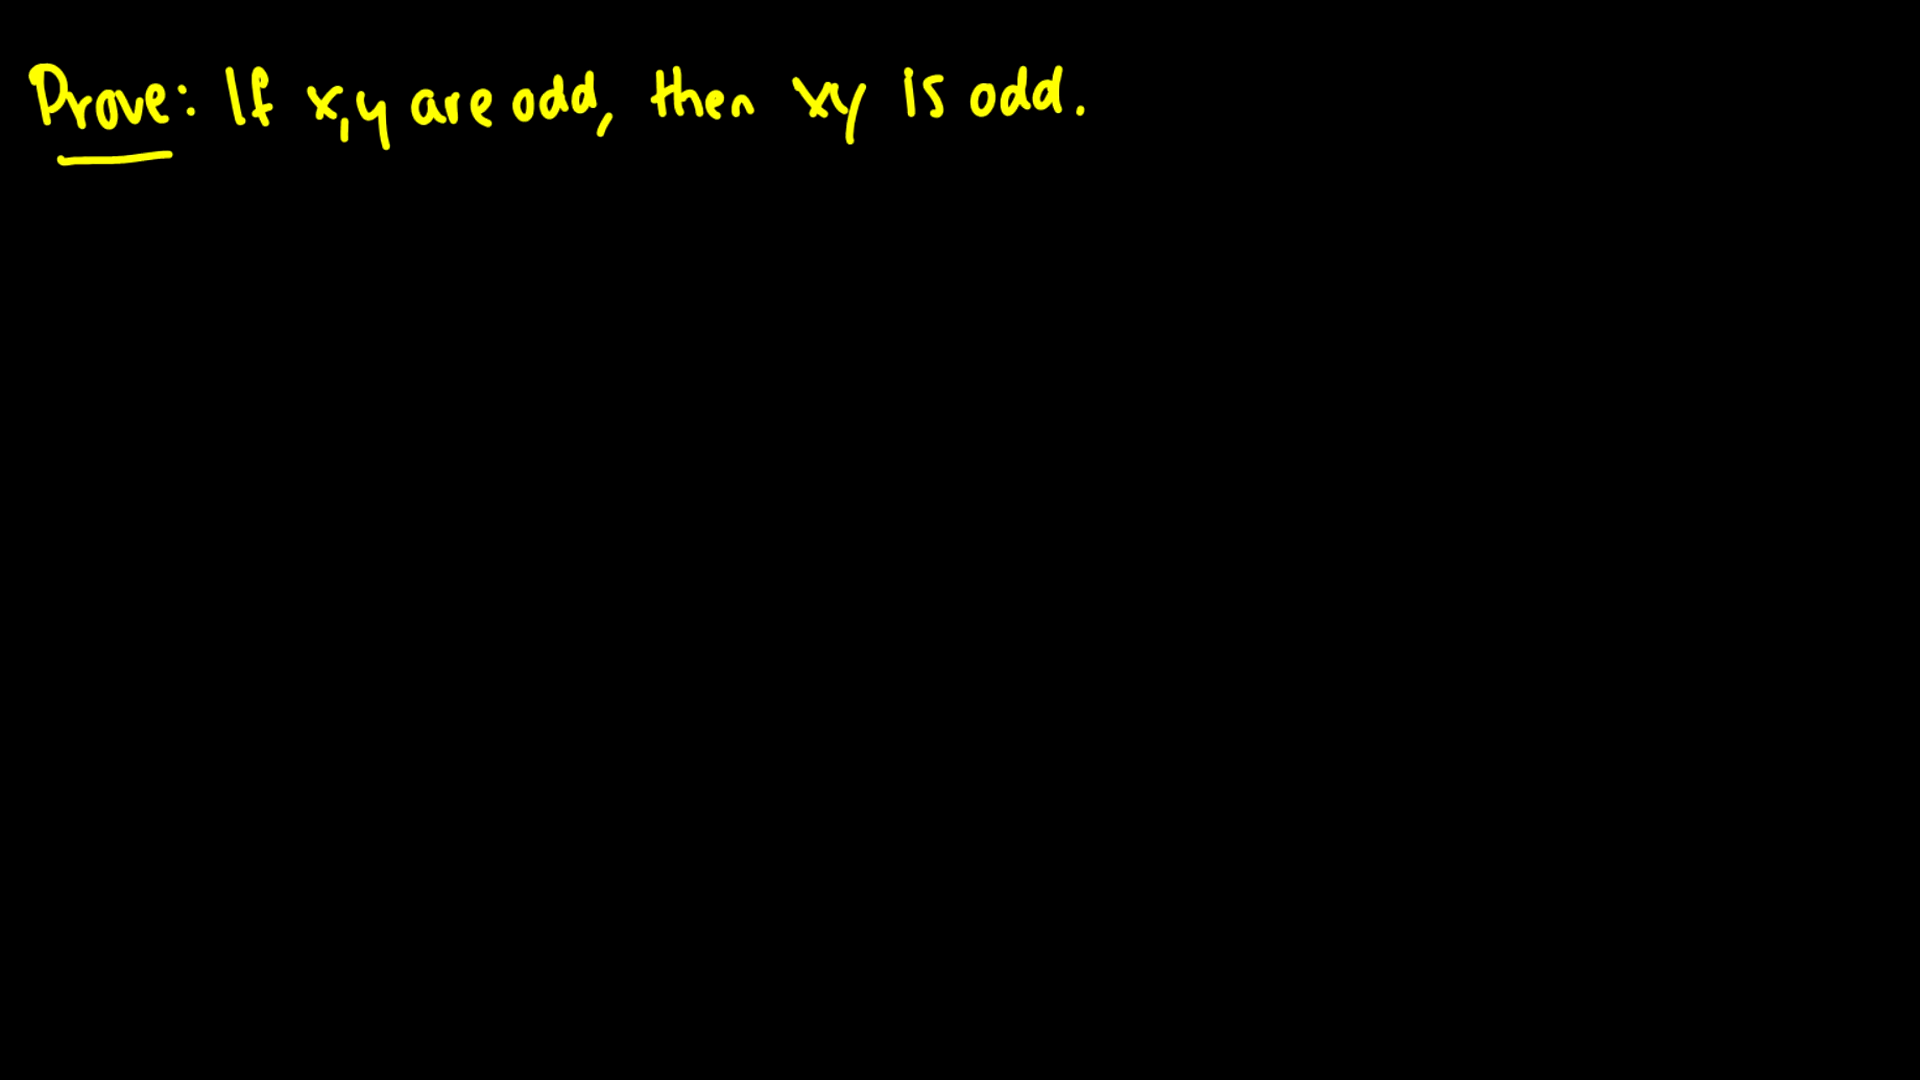 Prove: If x,y are odd, then xy is odd.